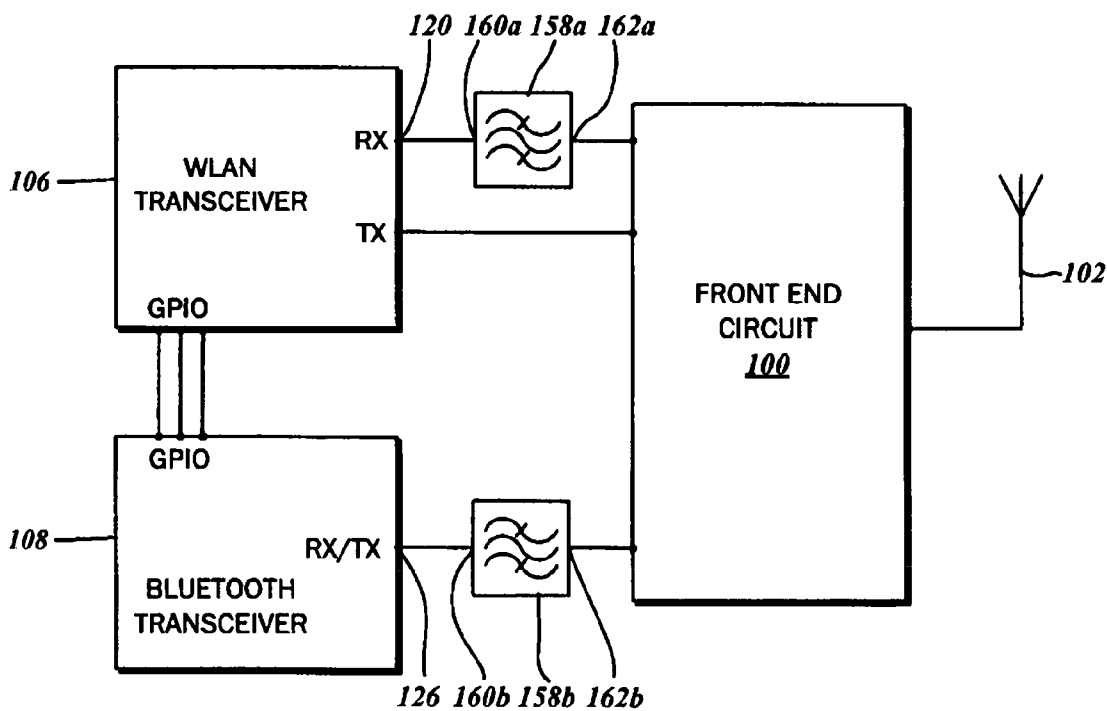 120 160a 158a 162a
RX
WLAN
TRANSCEIVER
106
TX
GPIO
102
FRONT END
CIRCUIT
100
GPIO
108
RX/TX
BLUETOOTH
TRANSCEIVER
126 160b 158b 162b